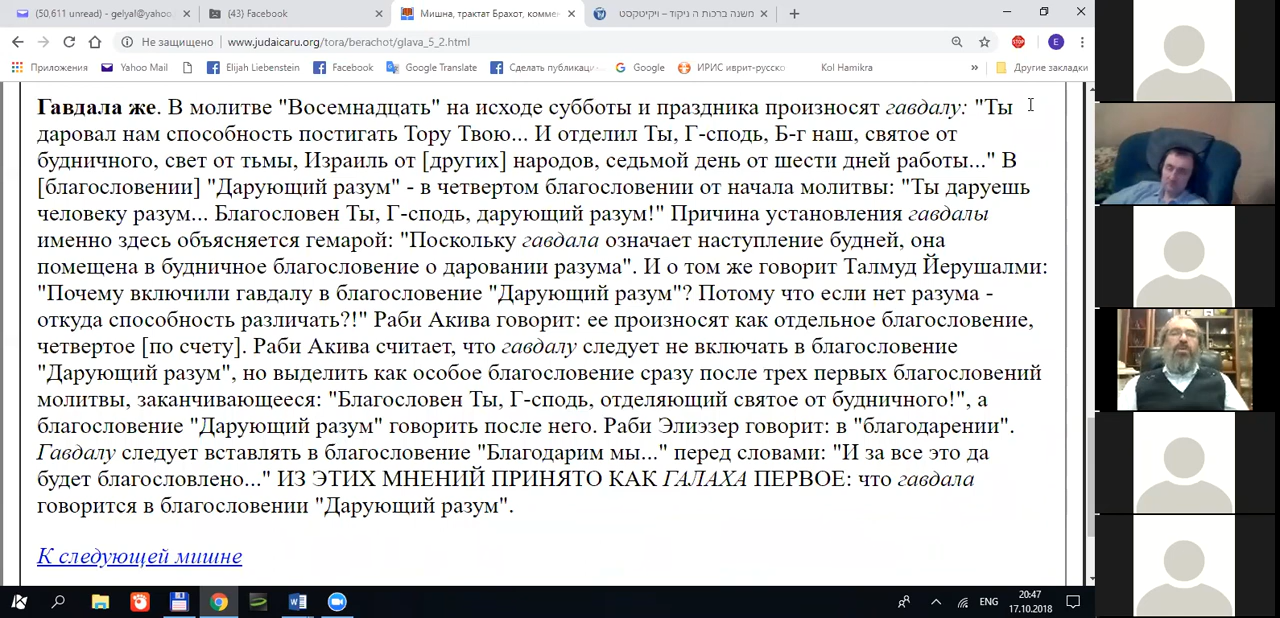 (50,611 unread) - gelyal@yahoo.
(43) Facebook
Мишна, трактат Брахот, комме
משנה ברכות ה ניקוד – ויקיטקסט
Не защищено
www.judaicaru.org/tora/berachot/glava_5_2.html
Приложения
Yahoo Mail
Elijah Liebenstein
Facebook
Google Translate
Сделать публикаци
Google
ИРИС иврит-русско
Kol Hamikra
»
Другие закладки
Гавдала же. В молитве "Восемнадцать" на исходе субботы и праздника произносят гавдалу: "Ты
даровал нам способность постигать Тору Твою... И отделил Ты, Г-сподь, Б-г наш, святое от
будничного, свет от тьмы, Израиль от [других] народов, седьмой день от шести дней работы..." В
[благословении] "Дарующий разум" - в четвертом благословении от начала молитвы: "Ты даруешь
человеку разум... Благословен Ты, Г-сподь, дарующий разум!" Причина установления гавдалы
именно здесь объясняется гемарой: "Поскольку гавдала означает наступление будней, она
помещена в будничное благословение о даровании разума". И о том же говорит Талмуд Йерушалми:
"Почему включили гавдалу в благословение "Дарующий разум"? Потому что если нет разума -
откуда способность различать?!" Раби Акива говорит: ее произносят как отдельное благословение,
четвертое [по счету]. Раби Акива считает, что гавдалу следует не включать в благословение
"Дарующий разум", но выделить как особое благословение сразу после трех первых благословений
молитвы, заканчивающееся: "Благословен Ты, Г-сподь, отделяющий святое от будничного!", а
благословение "Дарующий разум" говорить после него. Раби Элиэзер говорит: в "благодарении".
Гавдалу следует вставлять в благословение "Благодарим мы..." перед словами: "И за все это да
будет благословлено..." ИЗ ЭТИХ МНЕНИЙ ПРИНЯТО КАК ГАЛАХА ПЕРВОЕ: что гавдала
говорится в благословении "Дарующий разум".
К следующей мишне
ENG
20:47
17.10.2018